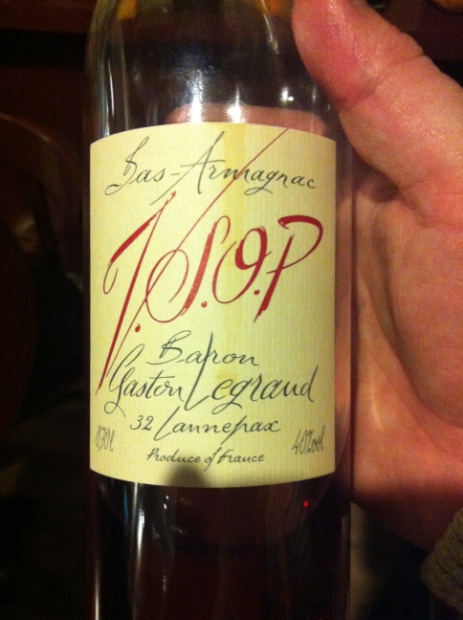 Bas-Armagnac
V.S.O.P
Baron
Gaston Legrand
32 Lannepax
0,70l 40%vol
Produce of France